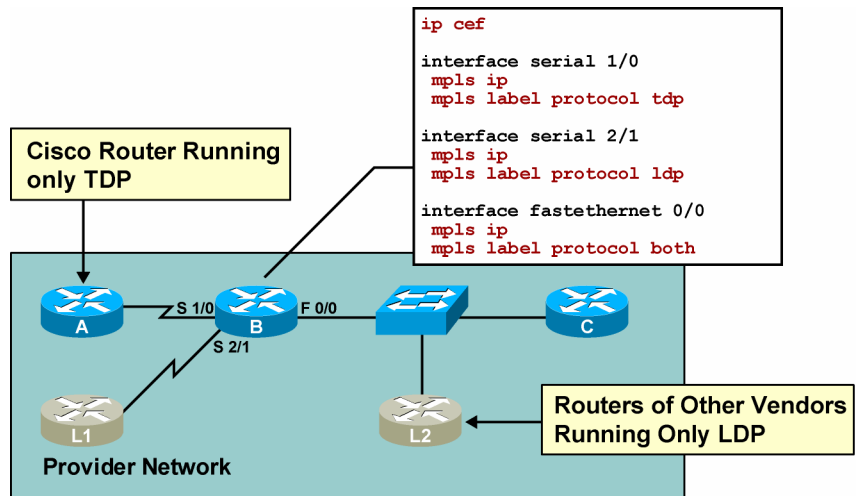 ip cef
interface serial 1/0
mpls ip
mpls label protocol tdp
interface serial 2/1
mpls ip
mpls label protocol ldp
interface fastethernet 0/0
mpls ip
mpls label protocol both
Cisco Router Running
only TDP
A
S 1/0
B
F 0/0
C
S 2/1
L1
L2
Routers of Other Vendors
Running Only LDP
Provider Network